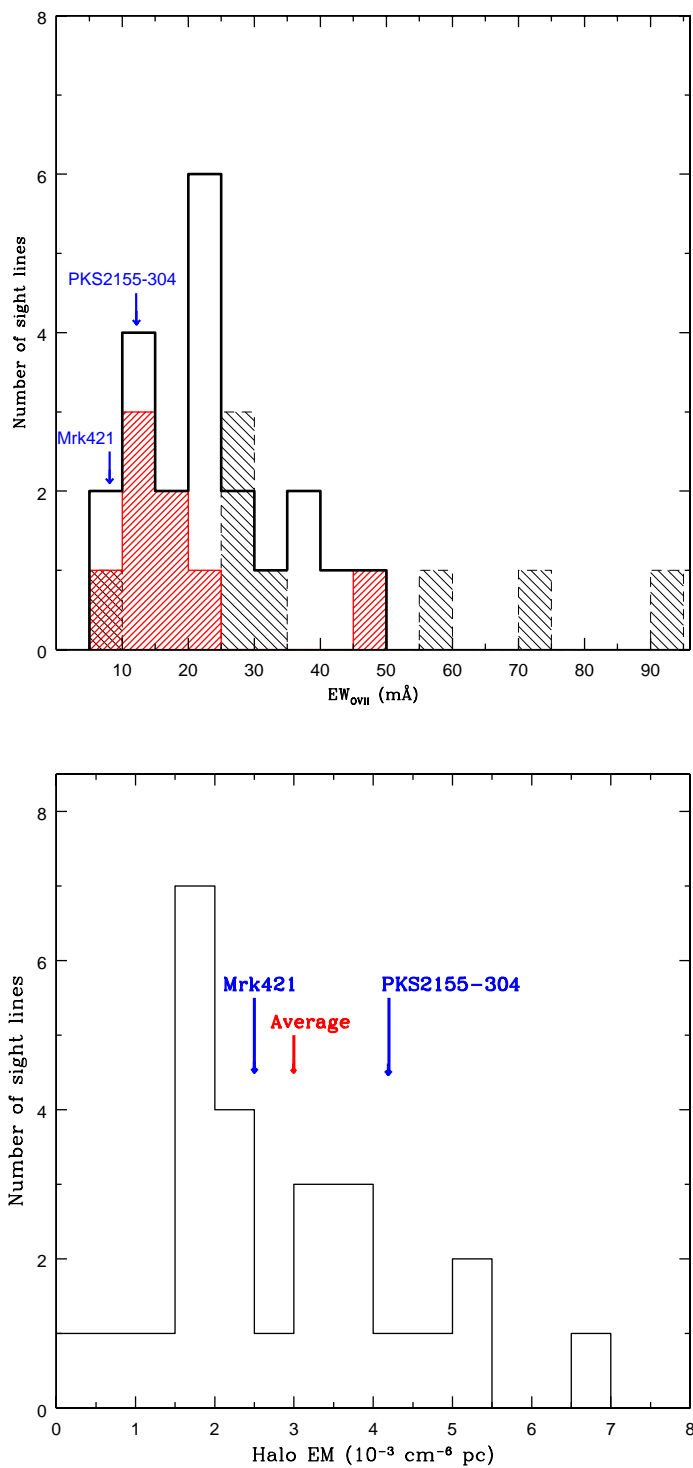 8
6
4
2
0
Number of sight lines
PKS2155-304
Mrk421
10 20 30 40 50 60 70 80 90
EW_OVII (mÅ)
8
6
4
2
0
Number of sight lines
Mrk421 PKS2155−304
Average
0 1 2 3 4 5 6 7 8
Halo EM (10⁻³ cm⁻⁶ pc)